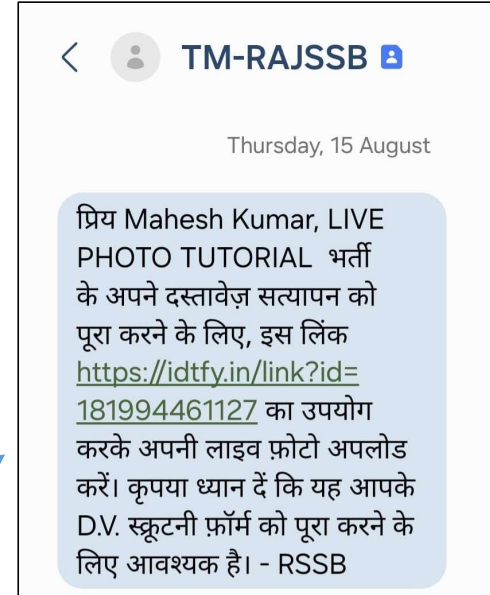 TM-RAJSSB
Thursday, 15 August
प्रिय Mahesh Kumar, LIVE
PHOTO TUTORIAL भर्ती
के अपने दस्तावेज़ सत्यापन को
पूरा करने के लिए, इस लिंक
https://idtfy.in/link?id=
181994461127 का उपयोग
करके अपनी लाइव फ़ोटो अपलोड
करें। कृपया ध्यान दें कि यह आपके
D.V. स्क्रूटनी फ़ॉर्म को पूरा करने के
लिए आवश्यक है। - RSSB